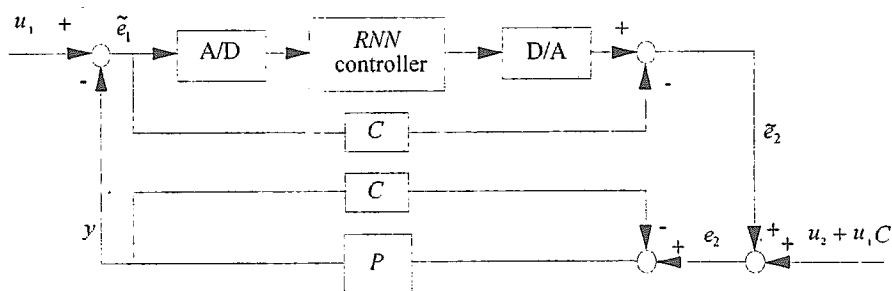 u₁ + ẽ₁ A/D RNN controller D/A +
- -
C
ẽ₂
C
y P - + e₂ + + u₂ + u₁C